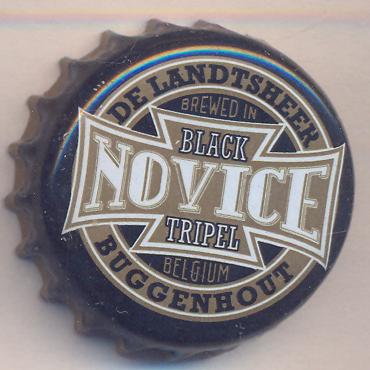 DE LANDTSHEER
BREWED IN
BLACK
NOVICE
TRIPEL
BELGIUM
BUGGENHOUT